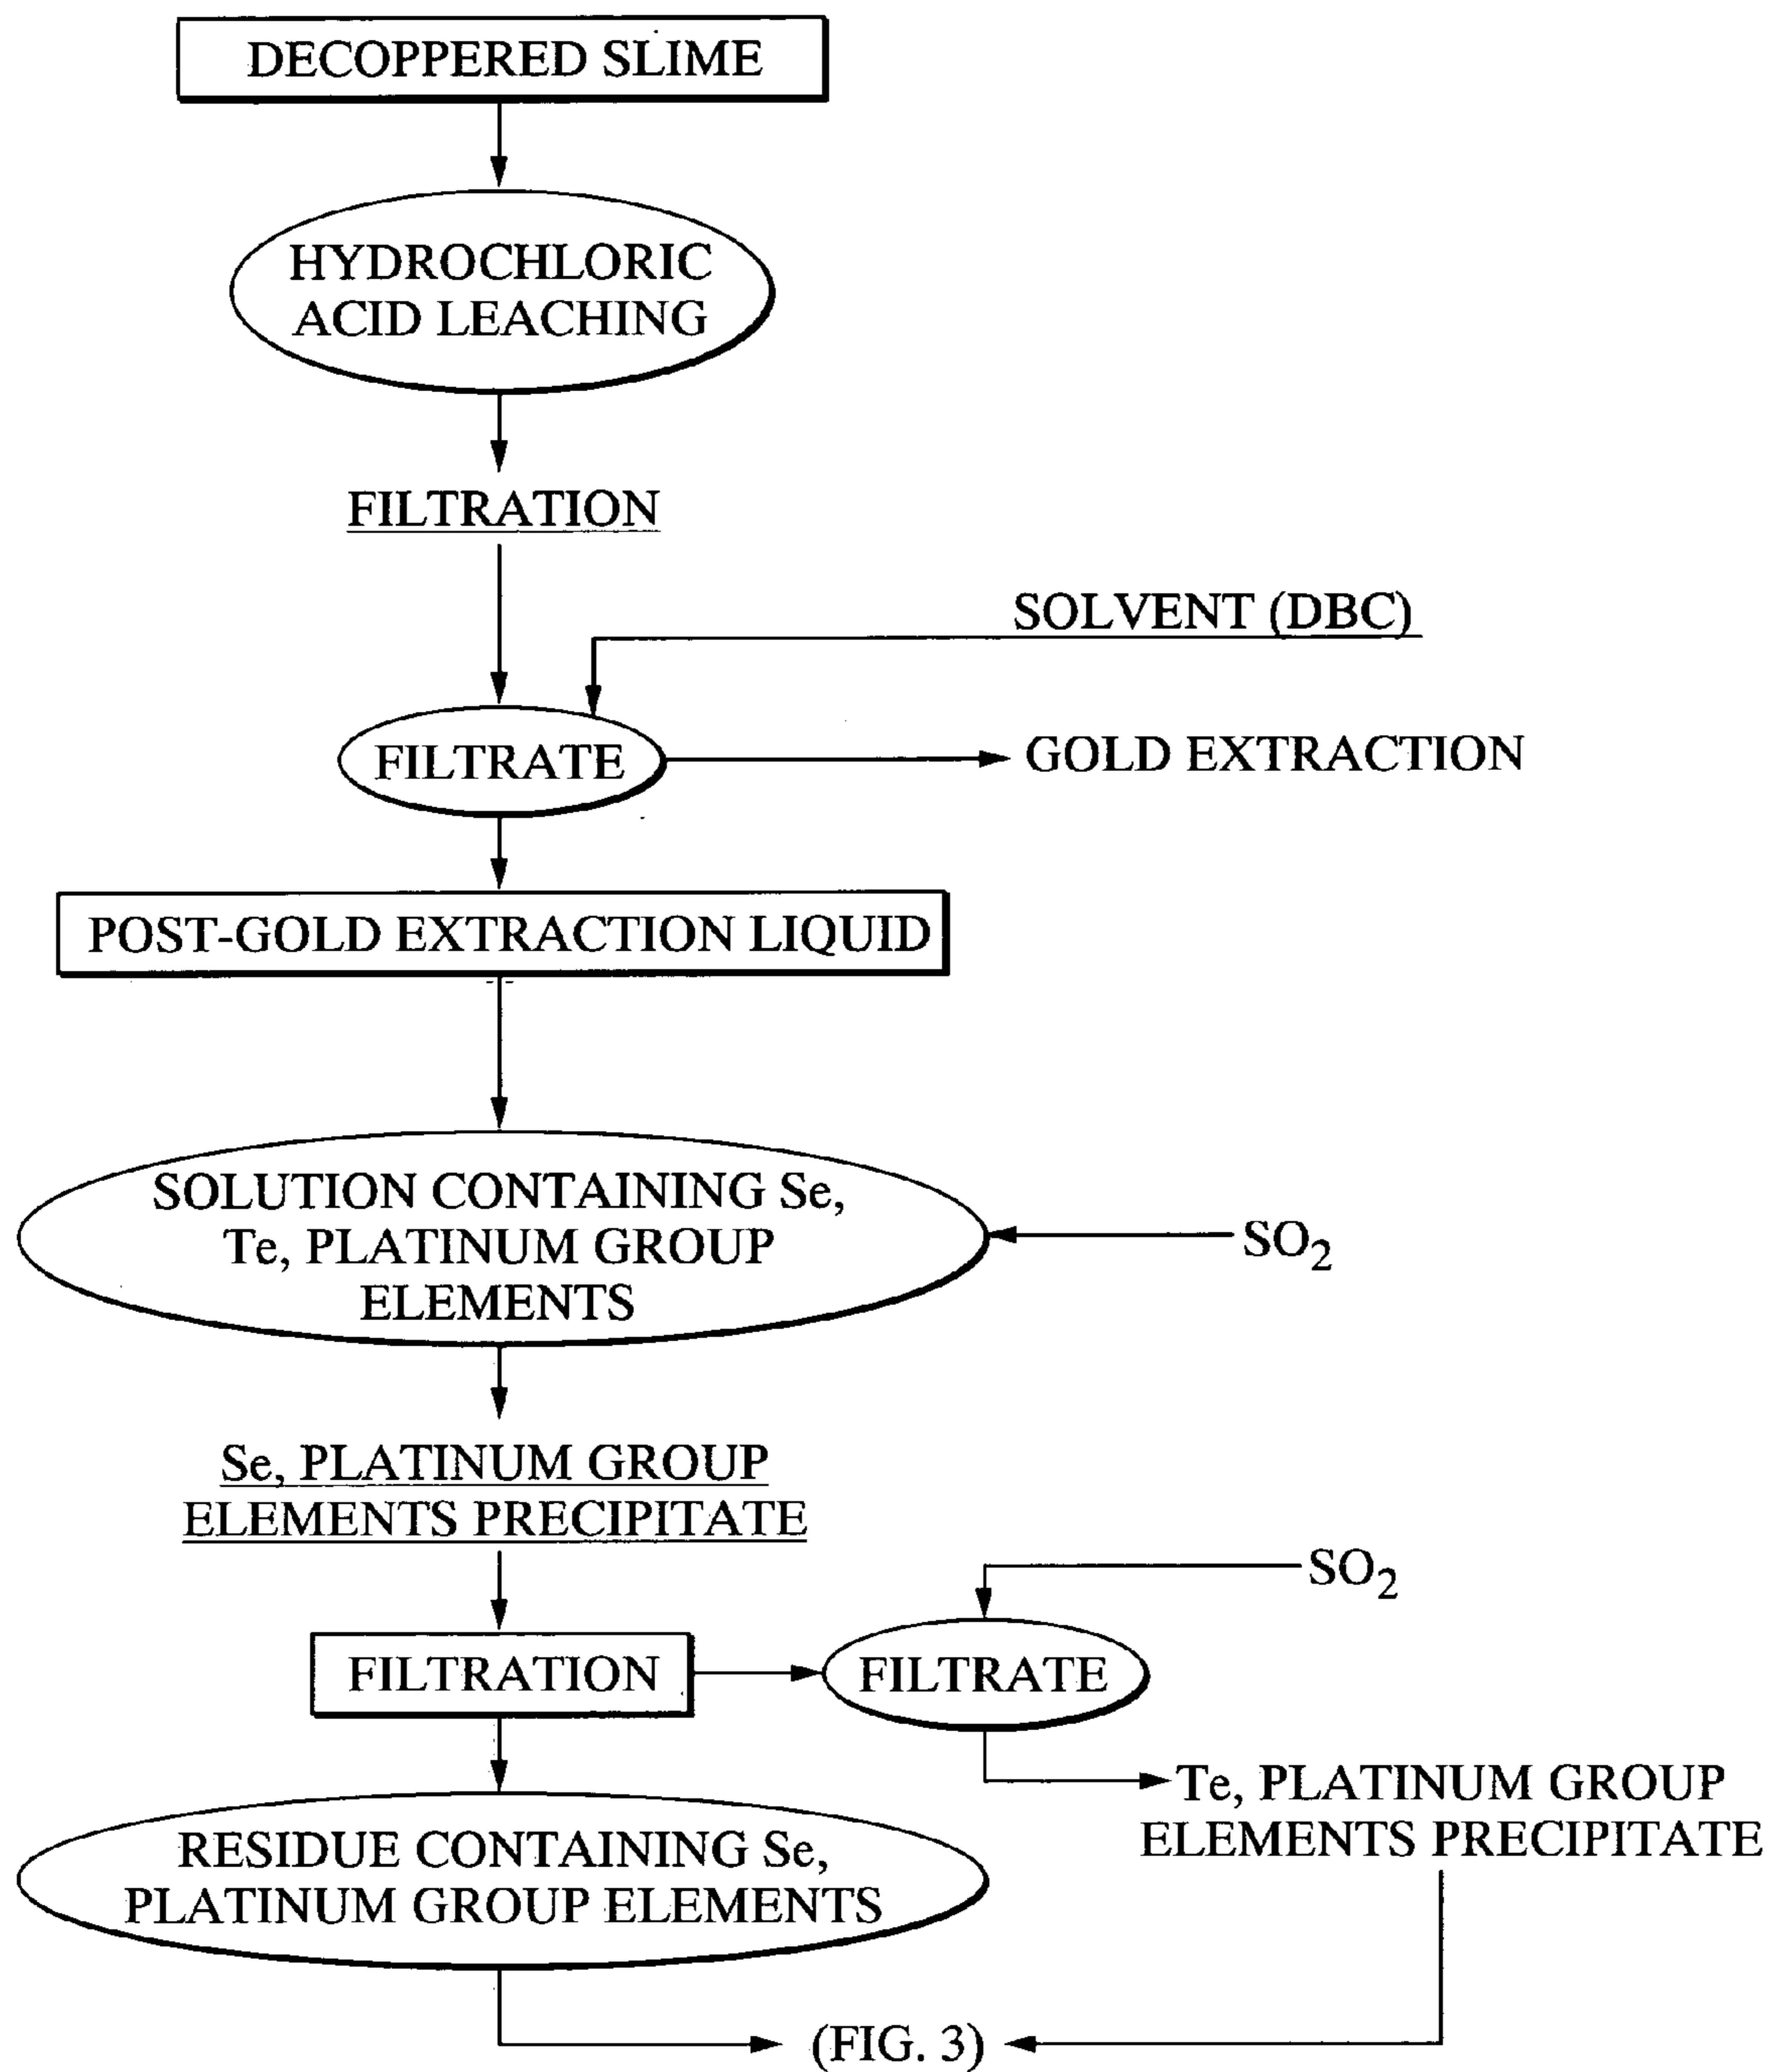 DECOPPERED SLIME
HYDROCHLORIC
ACID LEACHING
FILTRATION
SOLVENT (DBC)
FILTRATE
GOLD EXTRACTION
POST-GOLD EXTRACTION LIQUID
SOLUTION CONTAINING Se,
Te, PLATINUM GROUP
ELEMENTS
SO2
Se, PLATINUM GROUP
ELEMENTS PRECIPITATE
SO2
FILTRATION
FILTRATE
Te, PLATINUM GROUP
ELEMENTS PRECIPITATE
RESIDUE CONTAINING Se,
PLATINUM GROUP ELEMENTS
(FIG. 3)